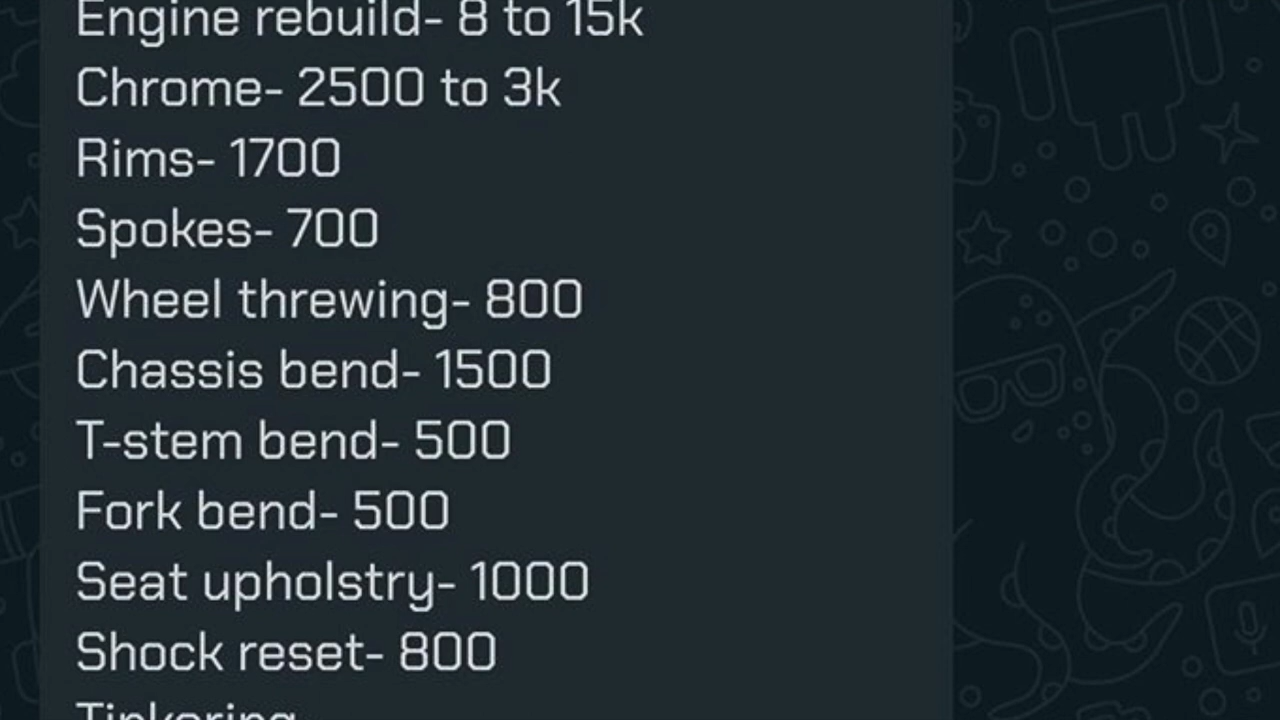 Engine rebuild- 8 to 15k
Chrome- 2500 to 3k
Rims- 1700
Spokes- 700
Wheel threwing- 800
Chassis bend- 1500
T-stem bend- 500
Fork bend- 500
Seat upholstry- 1000
Shock reset- 800
Tinkering